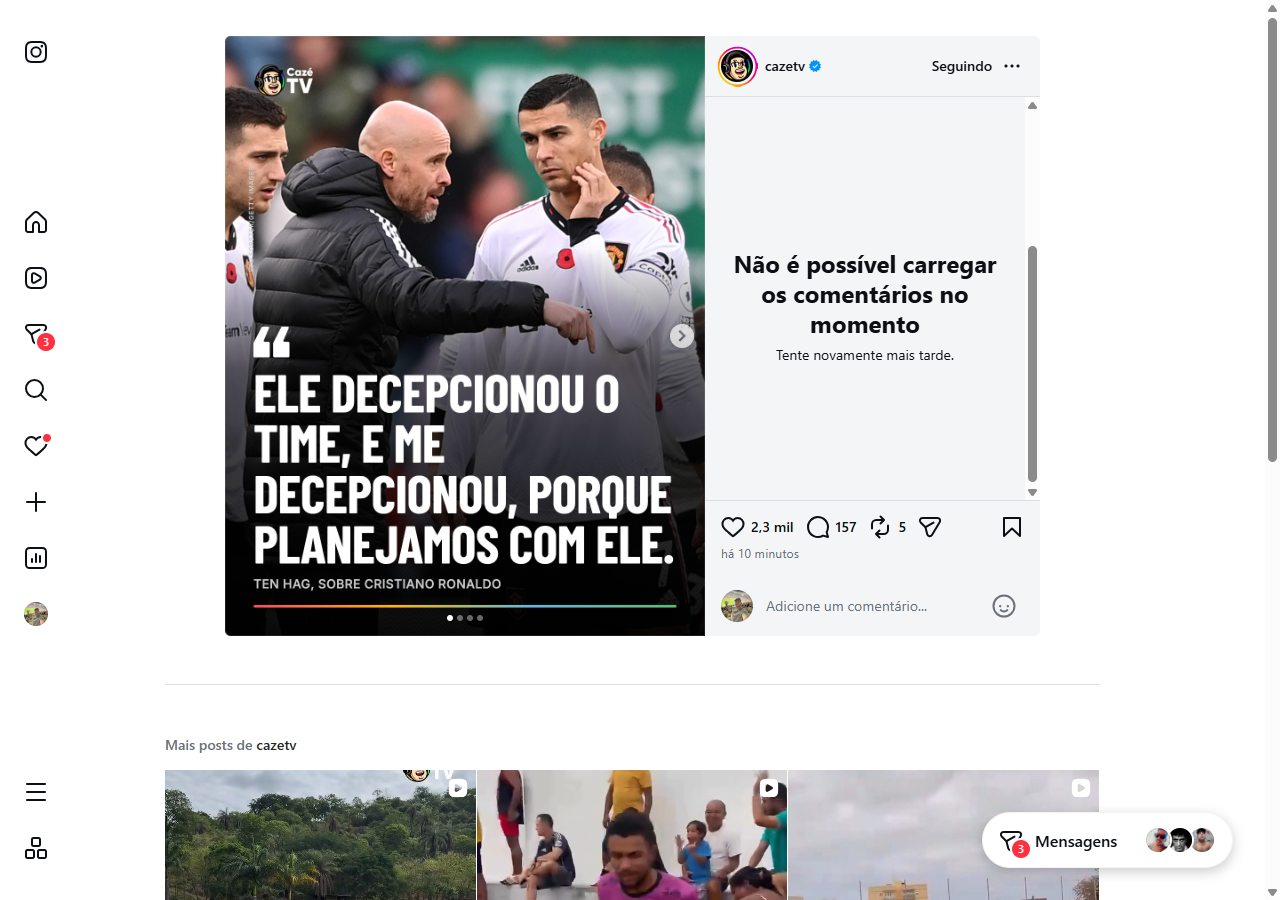 Cazé
TV
FIRST A
ELE DECEPCIONOU O
TIME, E ME
DECEPCIONOU, PORQUE
PLANEJAMOS COM ELE.
TEN HAG, SOBRE CRISTIANO RONALDO
cazetv
Seguindo
Não é possível carregar
os comentários no
momento
Tente novamente mais tarde.
2,3 mil
157
5
há 10 minutos
Adicione um comentário...
3
Mais posts de cazetv
TV
3
Mensagens